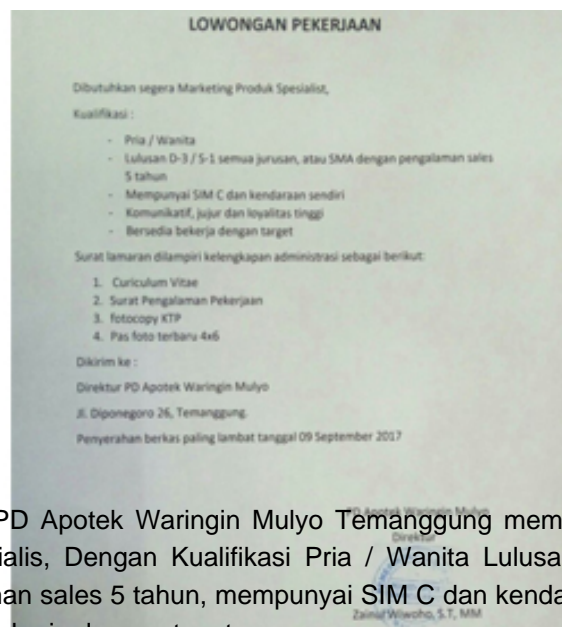 LOWONGAN PEKERJAAN
Dibutuhkan segera Marketing Produk Spesialist,
Kualifikasi :
- Pria / Wanita
- Lulusan D-3 / S-1 semua jurusan, atau SMA dengan pengalaman sales
5 tahun
- Mempunyai SIM C dan kendaraan sendiri
- Komunikatif, jujur dan loyalitas tinggi
- Bersedia bekerja dengan target
Surat lamaran dilampiri kelengkapan administrasi sebagai berikut:
1. Curiculum Vitae
2. Surat Pengalaman Pekerjaan
3. fotocopy KTP
4. Pas foto terbaru 4x6
Dikirim ke :
Direktur PD Apotek Waringin Mulyo
Jl. Diponegoro 26, Temanggung.
Penyerahan berkas paling lambat tanggal 09 September 2017
PD Apotek Waringin Mulyo
Direktur
Zainul Wiwoho, S.T, MM
PD Apotek Waringin Mulyo Temanggung mem
ialis, Dengan Kualifikasi Pria / Wanita Lulusa
an sales 5 tahun, mempunyai SIM C dan kenda